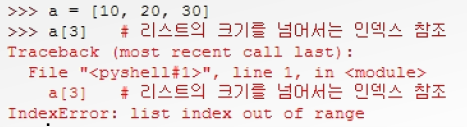 >>> a = [10, 20, 30]
>>> a[3]    # 리스트의 크기를 넘어서는 인덱스 참조
Traceback (most recent call last):
  File "<pyshell#1>", line 1, in <module>
    a[3]    # 리스트의 크기를 넘어서는 인덱스 참조
IndexError: list index out of range